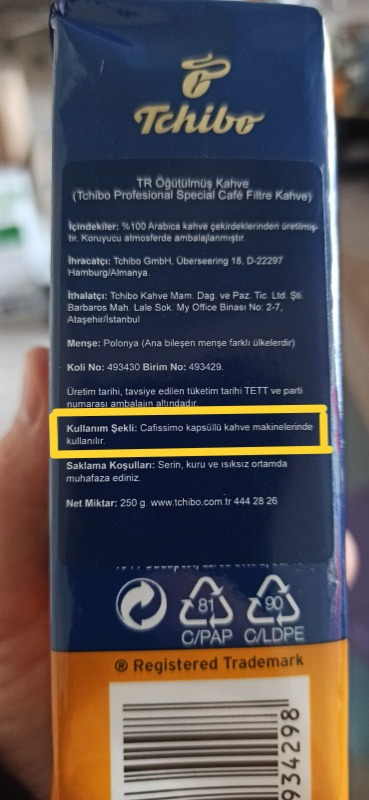 Tchibo
TR Öğütülmüş Kahve
(Tchibo Profesional Special Café Filtre Kahve)
İçindekiler: %100 Arabica kahve çekirdeklerinden üretilmiş-
tir. Koruyucu atmosferde ambalajlanmıştır.
İhracatçı: Tchibo GmbH, Überseering 18, D-22297
Hamburg/Almanya.
İthalatçı: Tchibo Kahve Mam. Dağ. ve Paz. Tic. Ltd. Şti.
Barbaros Mah. Lale Sok. My Office Binası No: 2-7,
Ataşehir/İstanbul
Menşe: Polonya (Ana bileşen menşe farklı ülkelerdir)
Koli No: 493430 Birim No: 493429.
Üretim tarihi, tavsiye edilen tüketim tarihi TETT ve parti
numarası ambalajın altındadır.
Kullanım Şekli: Cafissimo kapsüllü kahve makinelerinde
kullanılır.
Saklama Koşulları: Serin, kuru ve ısıksız ortamda
muhafaza ediniz.
Net Miktar: 250 g. www.tchibo.com.tr 444 28 26
81
90
C/PAP
C/LDPE
® Registered Trademark
934298